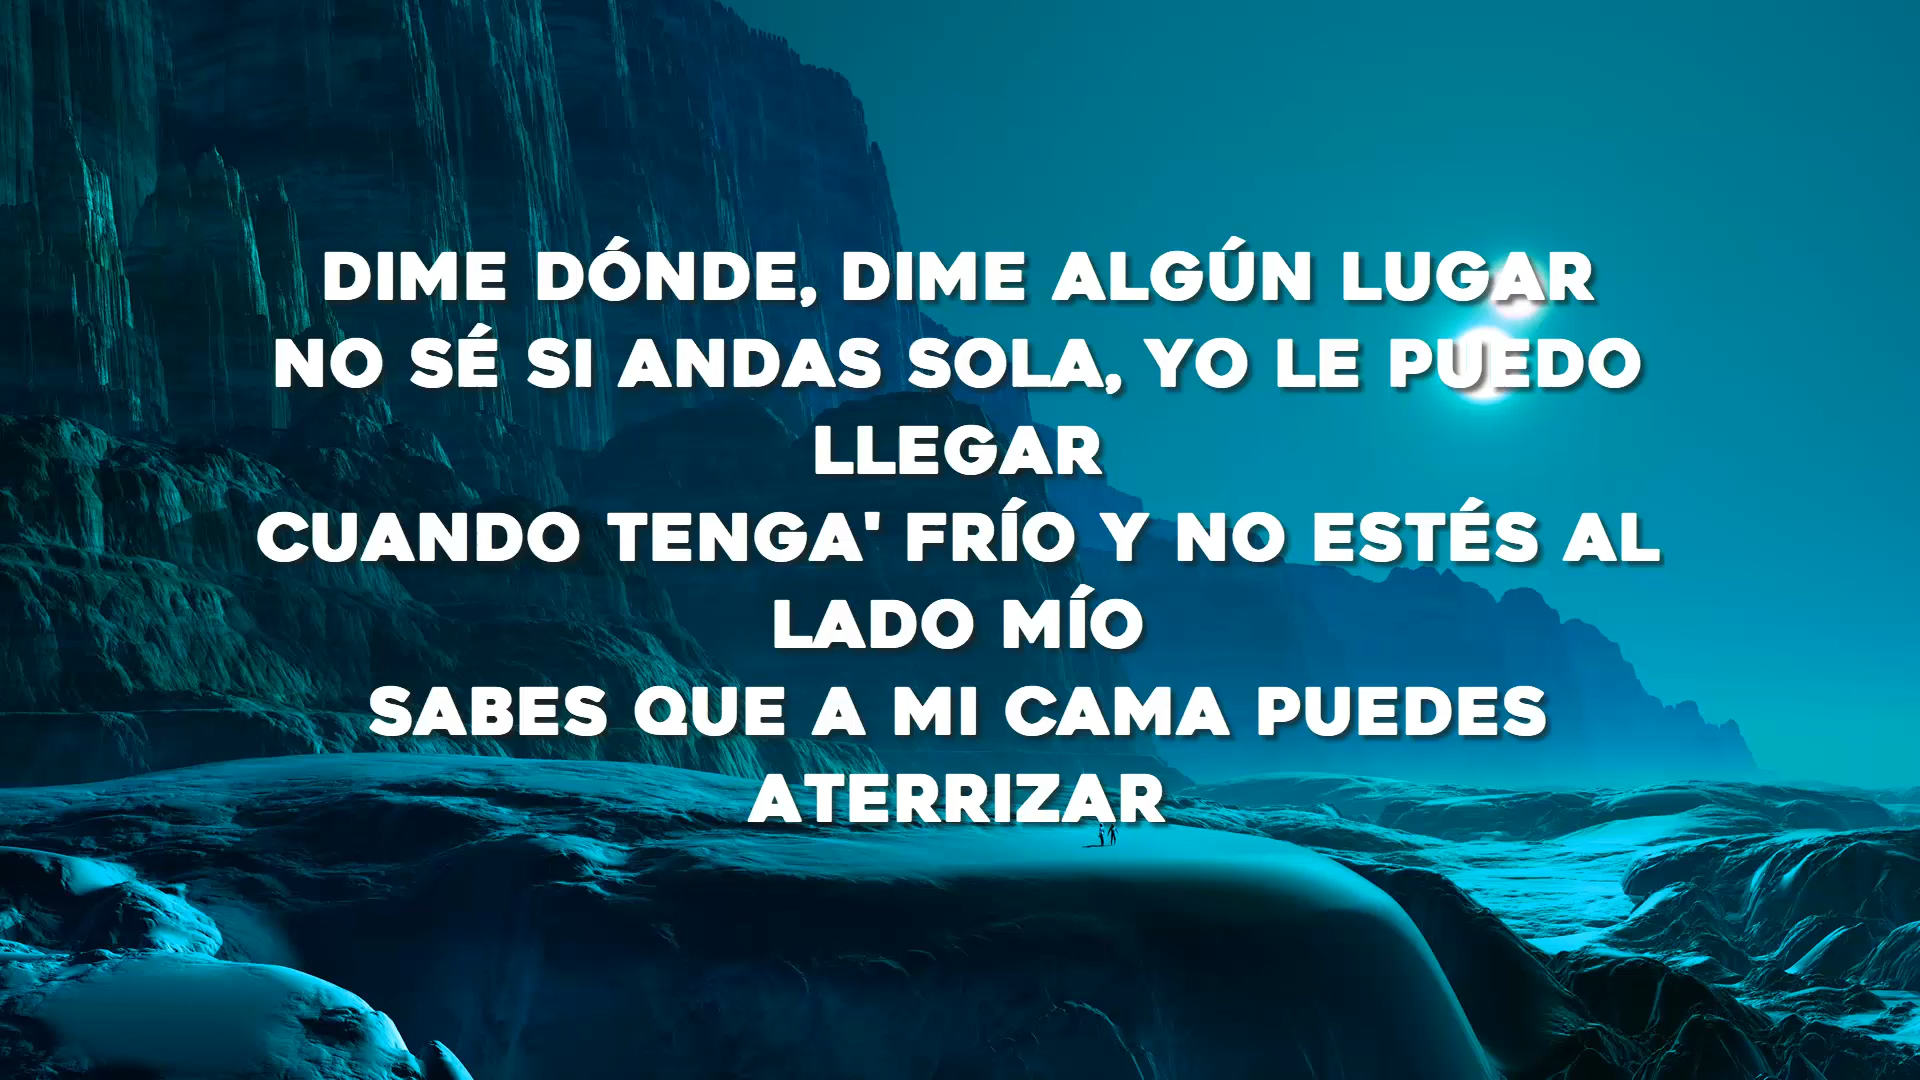 DIME DÓNDE, DIME ALGÚN LUGAR
NO SÉ SI ANDAS SOLA, YO LE PUEDO
LLEGAR
CUANDO TENGA' FRÍO Y NO ESTÉS AL
LADO MÍO
SABES QUE A MI CAMA PUEDES
ATERRIZAR